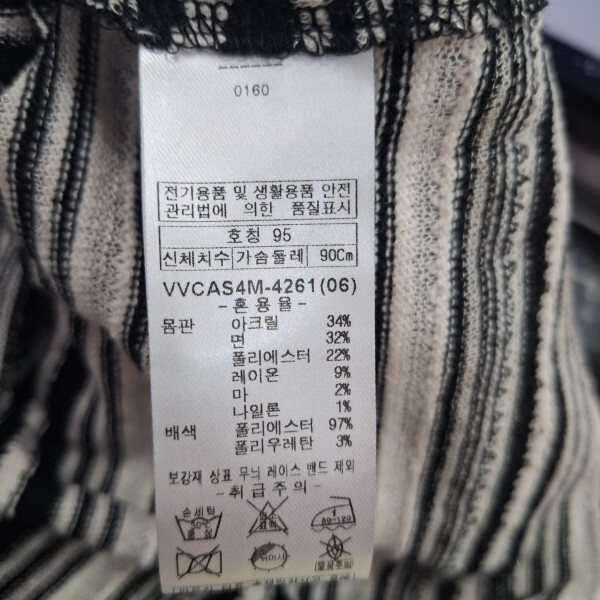 0160
전기용품 및 생활용품 안전
관리법에 의한 품질표시
호칭 95
신체치수 가슴둘레 90Cm
VVCAS4M-4261(06)
-혼용율-
몸판 아크릴 34%
면 32%
폴리에스터 22%
레이온 9%
마 2%
나일론 1%
배색 폴리에스터 97%
폴리우레탄 3%
보강재 상표 무늬 레이스 밴드 제외
-취급주의-
손세탁
80-120